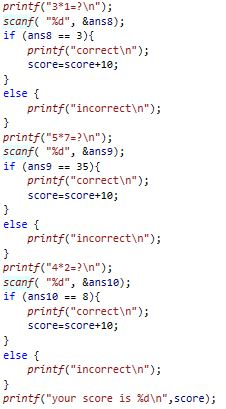 printf("3*1=?\n");
scanf( "%d", &ans8);
if (ans8 == 3){
printf("correct\n");
score=score+10;
}
else {
printf("incorrect\n");
}
printf("5*7=?\n");
scanf( "%d", &ans9);
if (ans9 == 35){
printf("correct\n");
score=score+10;
}
else {
printf("incorrect\n");
}
printf("4*2=?\n");
scanf( "%d", &ans10);
if (ans10 == 8){
printf("correct\n");
score=score+10;
}
else {
printf("incorrect\n");
}
printf("your score is %d\n",score);